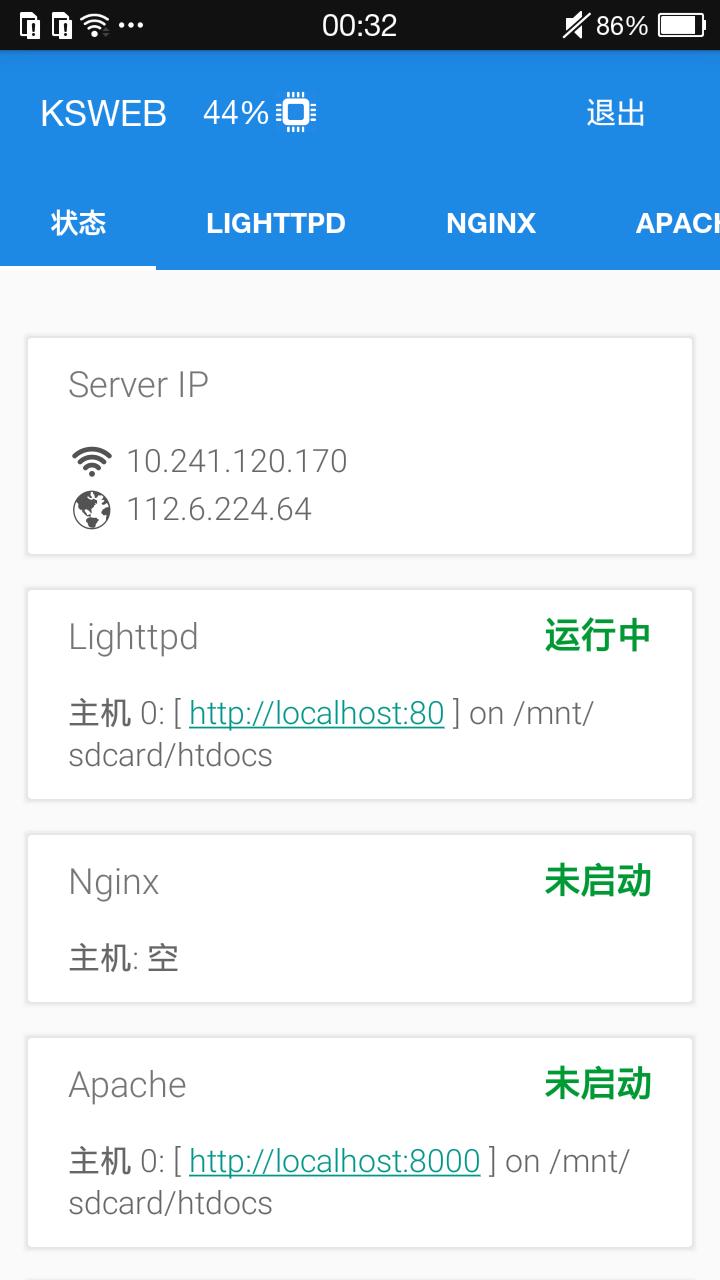 00:32 86%
KSWEB 44% 退出
状态 LIGHTTPD NGINX APACH
Server IP
10.241.120.170
112.6.224.64
Lighttpd 运行中
主机 0: [ http://localhost:80 ] on /mnt/
sdcard/htdocs
Nginx 未启动
主机: 空
Apache 未启动
主机 0: [ http://localhost:8000 ] on /mnt/
sdcard/htdocs